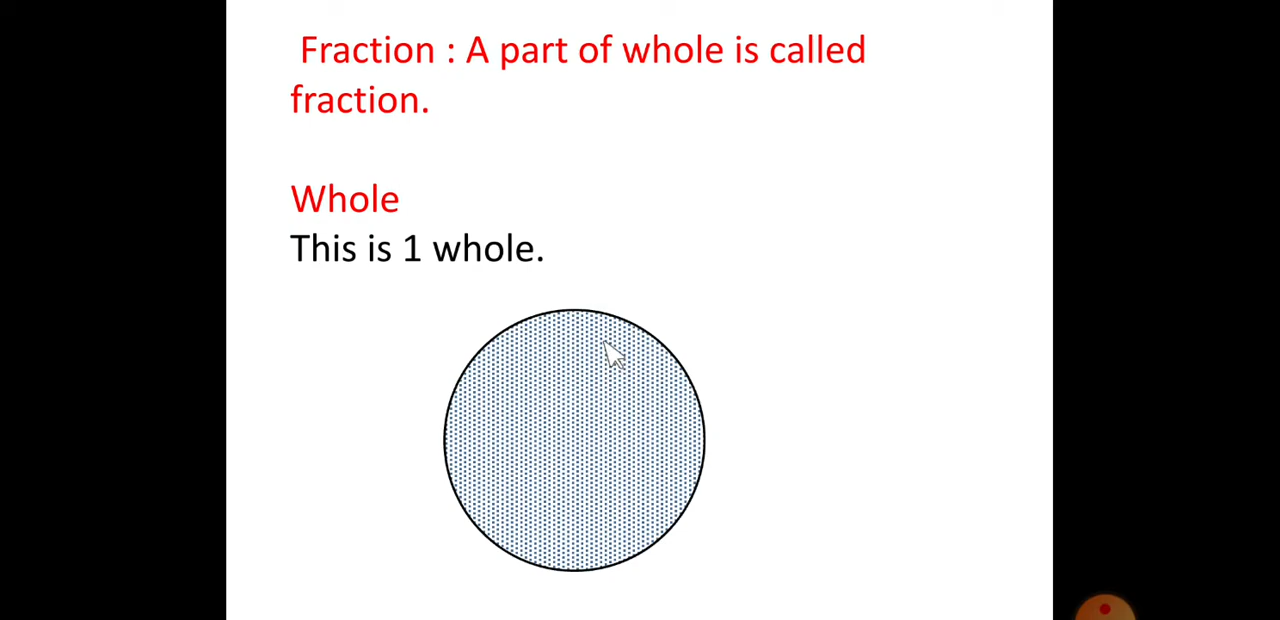 Fraction : A part of whole is called
fraction.
Whole
This is 1 whole.